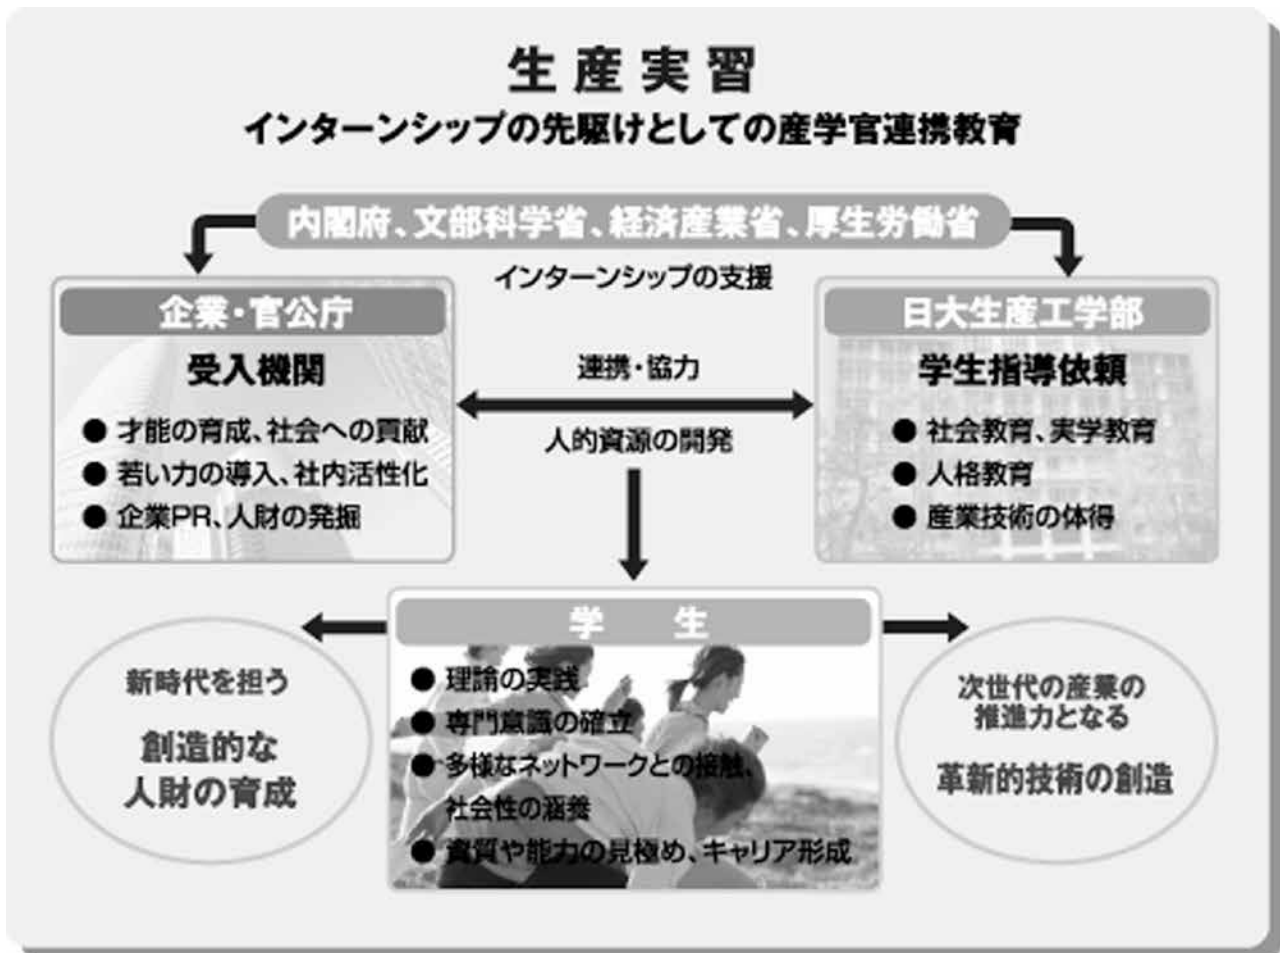 生産実習
インターンシップの先駆けとしての産学官連携教育
内閣府、文部科学省、経済産業省、厚生労働省
インターンシップの支援
企業・官公庁
受入機関
● 才能の育成、社会への貢献
● 若い力の導入、社内活性化
● 企業PR、人財の発掘
連携・協力
人的資源の開発
日大生産工学部
学生指導依頼
● 社会教育、実学教育
● 人格教育
● 産業技術の体得
学 生
● 理論の実践
● 専門意識の確立
● 多様なネットワークとの接触、
社会性の涵養
● 資質や能力の見極め、キャリア形成
新時代を担う
創造的な
人財の育成
次世代の産業の
推進力となる
革新的技術の創造